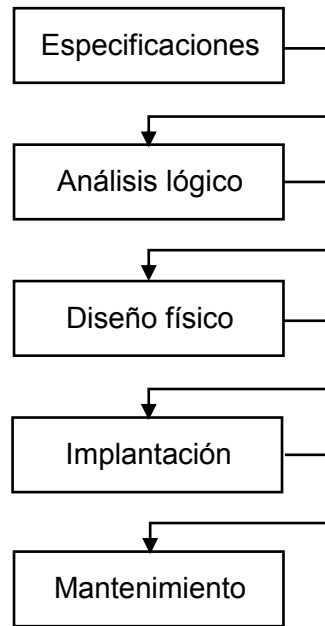 Especificaciones
Análisis lógico
Diseño físico
Implantación
Mantenimiento